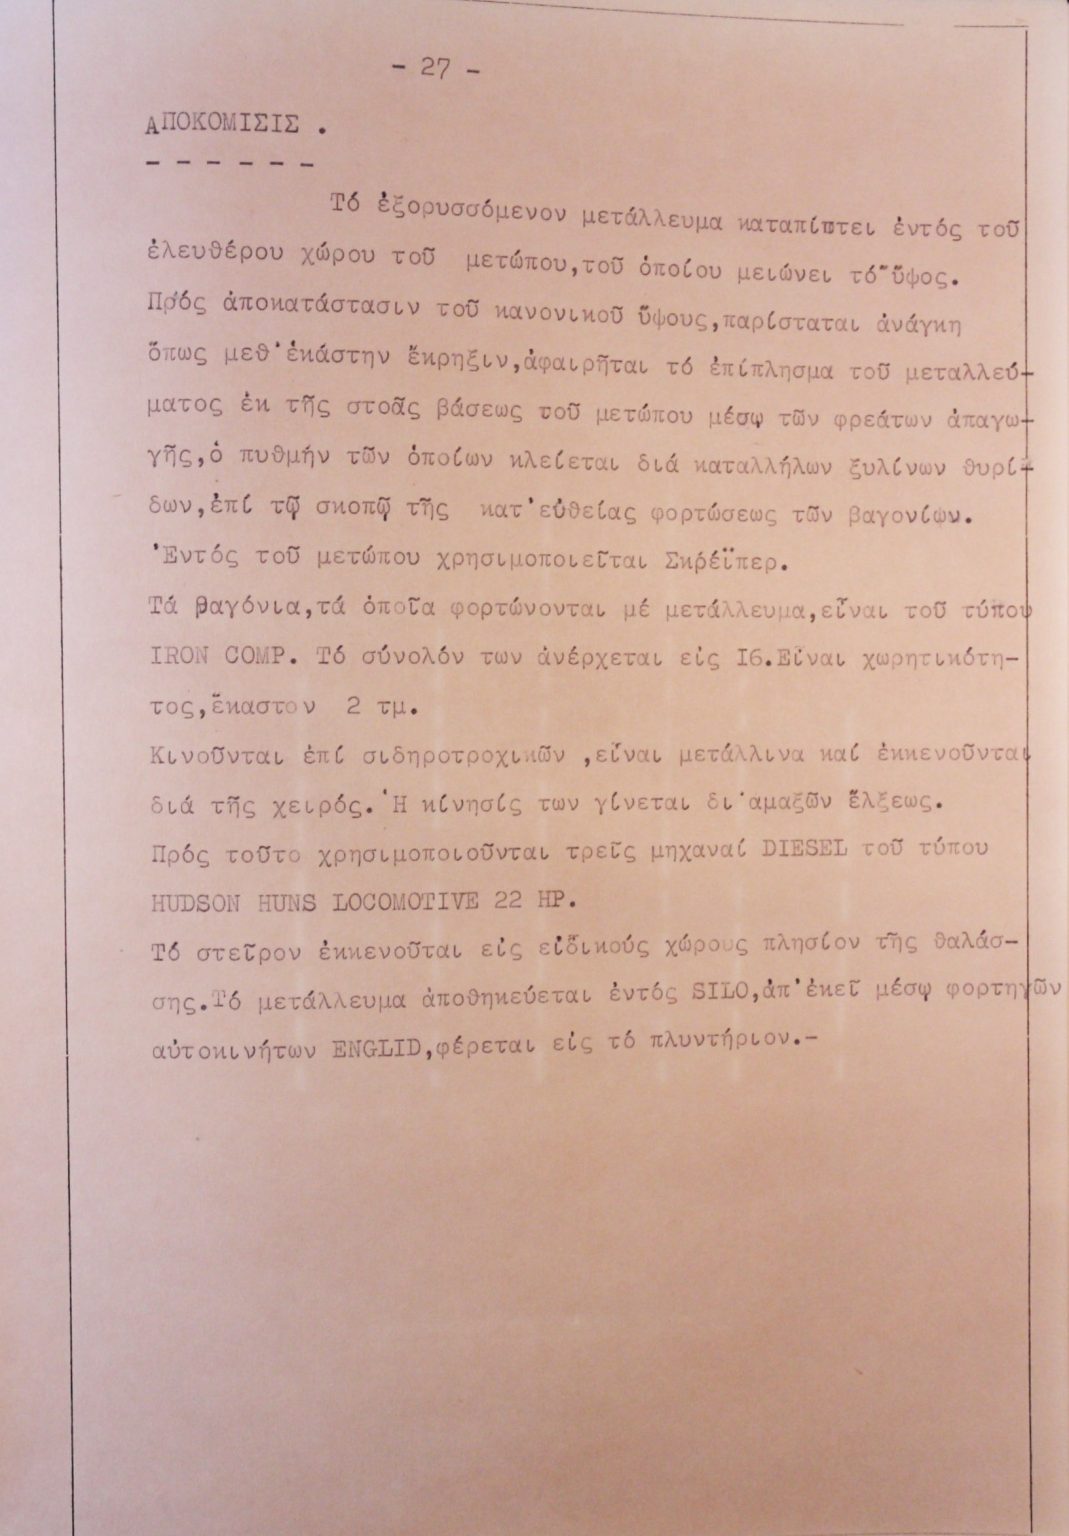 - 27 -
ΑΠΟΚΟΜΙΣΙΣ .
- - - - - -
Τό ἐξορυσσόμενον μετάλλευμα καταπίπτει ἐντός τοῦ
ἐλευθέρου χώρου τοῦ μετώπου,τοῦ ὁποίου μειώνει τό ὕψος.
Πρός ἀποκατάστασιν τοῦ κανονικοῦ ὕψους,παρίσταται ἀνάγκη
ὅπως μεθ'ἑκάστην ἔκρηξιν,ἀφαιρῆται τό ἐπίπλησμα τοῦ μεταλλεύ-
ματος ἐκ τῆς στοᾶς βάσεως τοῦ μετώπου μέσῳ τῶν φρεάτων ἀπαγω-
γῆς,ὁ πυθμήν τῶν ὁποίων κλείεται διά καταλλήλων ξυλίνων θυρί-
δων,ἐπί τῷ σκοπῷ τῆς κατ'εὐθείας φορτώσεως τῶν βαγονίων.
Ἐντός τοῦ μετώπου χρησιμοποιεῖται Σκρέϊπερ.
Τά βαγόνια,τά ὁποῖα φορτώνονται μέ μετάλλευμα,εἶναι τοῦ τύπου
IRON COMP. Τό σύνολόν των ἀνέρχεται εἰς I6.Εἶναι χωρητικότη-
τος,ἕκαστον 2 τμ.
Κινοῦνται ἐπί σιδηροτροχικῶν ,εἶναι μετάλλινα καί ἐκκενοῦνται
διά τῆς χειρός.Ἡ κίνησίς των γίνεται δι'αμαξῶν ἕλξεως.
Πρός τοῦτο χρησιμοποιοῦνται τρεῖς μηχαναί DIESEL τοῦ τύπου
HUDSON HUNS LOCOMOTIVE 22 HP.
Τό στεῖρον ἐκκενοῦται εἰς εἰδικούς χώρους πλησίον τῆς θαλάσ-
σης.Τό μετάλλευμα ἀποθηκεύεται ἐντός SILO,ἀπ'ἐκεῖ μέσῳ φορτηγῶν
αὐτοκινήτων ENGLID,φέρεται εἰς τό πλυντήριον.-